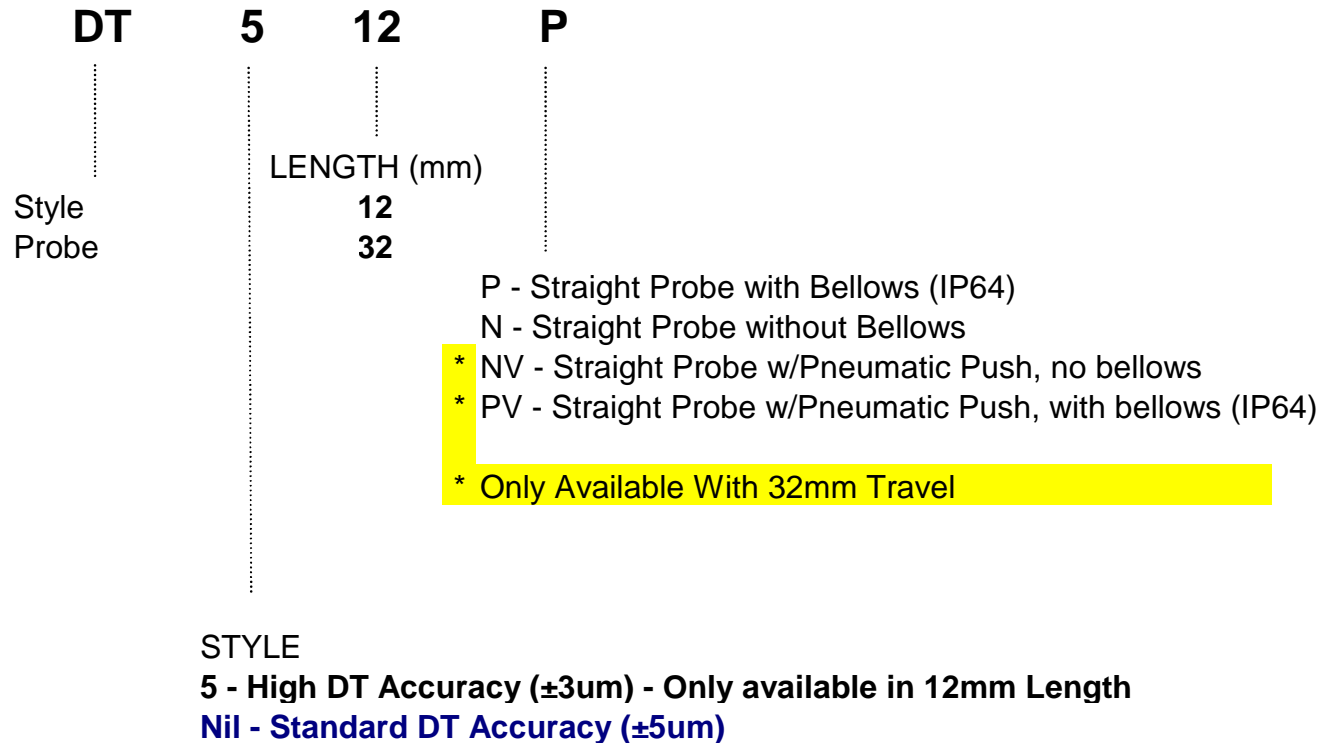 DT 5 12 P
LENGTH (mm)
Style 12
Probe 32
P - Straight Probe with Bellows (IP64)
N - Straight Probe without Bellows
* NV - Straight Probe w/Pneumatic Push, no bellows
* PV - Straight Probe w/Pneumatic Push, with bellows (IP64)
* Only Available With 32mm Travel
STYLE
5 - High DT Accuracy (±3um) - Only available in 12mm Length
Nil - Standard DT Accuracy (±5um)